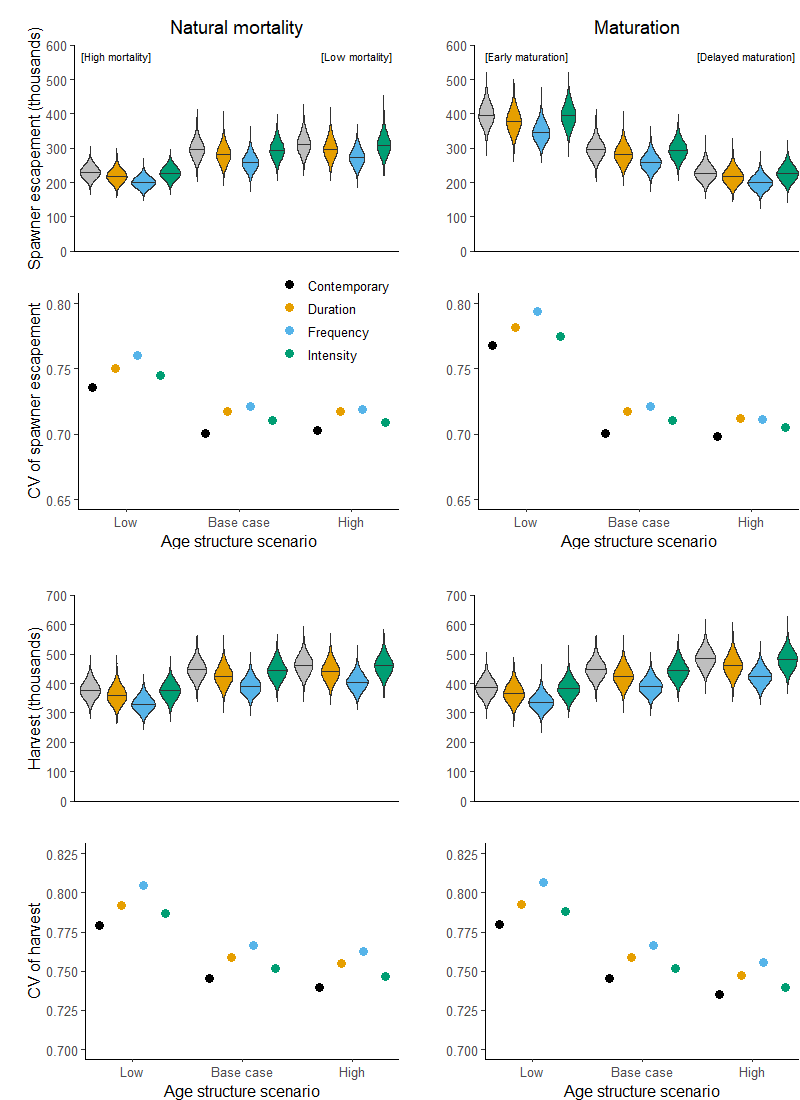 Natural mortality
Maturation
Spawner escapement (thousands)
600
500
400
300
200
100
0
[High mortality]
[Low mortality]
600
500
400
300
200
100
0
[Early maturation]
[Delayed maturation]
CV of spawner escapement
0.80
0.75
0.70
0.65
Contemporary
Duration
Frequency
Intensity
Low
Base case
High
Age structure scenario
0.80
0.75
0.70
0.65
Low
Base case
High
Age structure scenario
Harvest (thousands)
700
600
500
400
300
200
100
0
700
600
500
400
300
200
100
0
CV of harvest
0.825
0.800
0.775
0.750
0.725
0.700
Low
Base case
High
Age structure scenario
0.825
0.800
0.775
0.750
0.725
0.700
Low
Base case
High
Age structure scenario